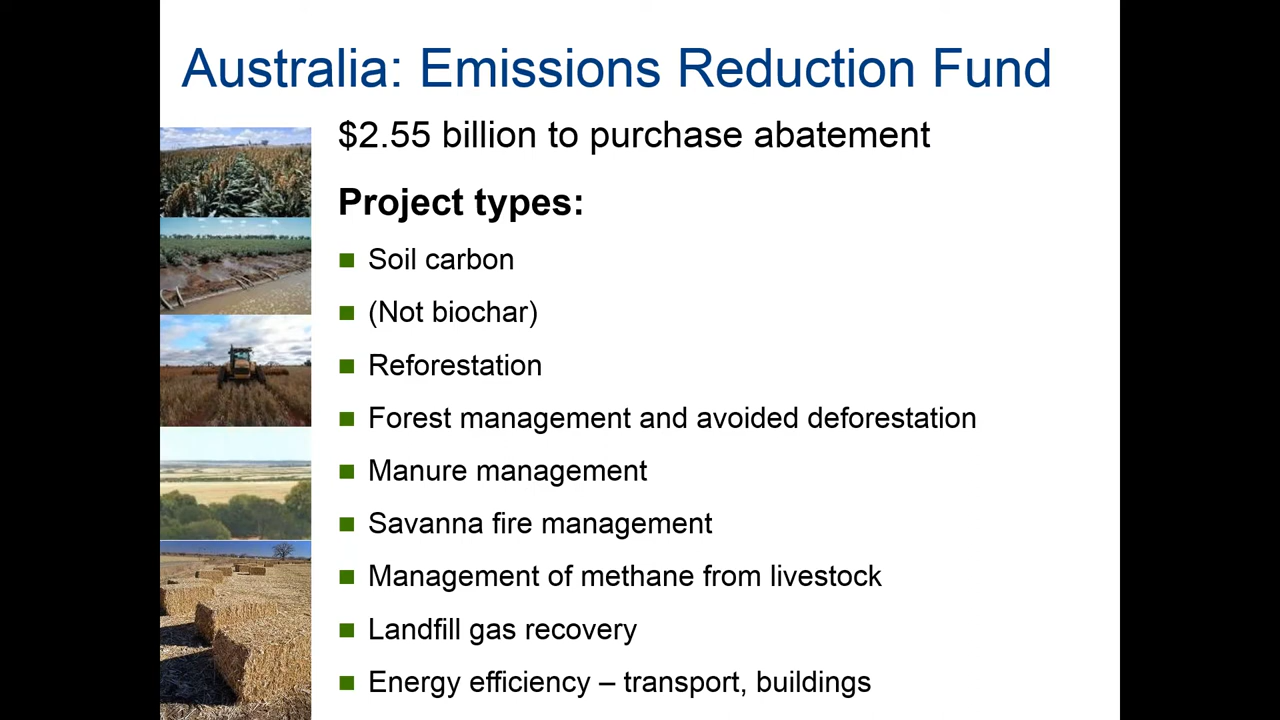 Australia: Emissions Reduction Fund
$2.55 billion to purchase abatement
Project types:
Soil carbon
(Not biochar)
Reforestation
Forest management and avoided deforestation
Manure management
Savanna fire management
Management of methane from livestock
Landfill gas recovery
Energy efficiency – transport, buildings